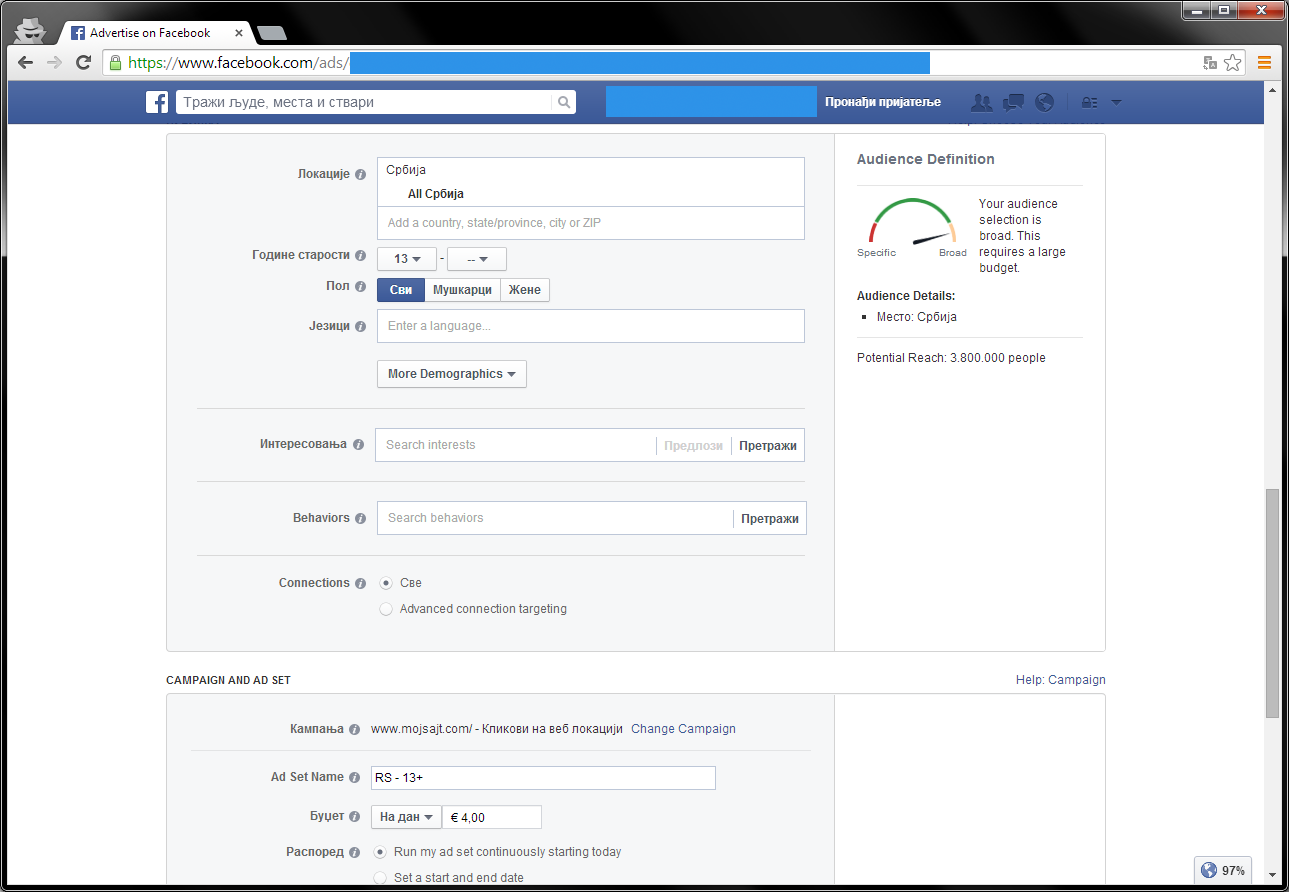 Advertise on Facebook
https://www.facebook.com/ads/
Тражи људе, места и ствари
Пронађи пријатеље
Локације
Србија
All Србија
Add a country, state/province, city or ZIP
Године старости 13 - --
Пол Сви Мушкарци Жене
Језици Enter a language...
More Demographics
Интересовања Search interests Предлози Претражи
Behaviors Search behaviors Претражи
Connections Све
Advanced connection targeting
Audience Definition
Specific Broad
Your audience
selection is
broad. This
requires a large
budget.
Audience Details:
Место: Србија
Potential Reach: 3.800.000 people
CAMPAIGN AND AD SET Help: Campaign
Кампања www.mojsajt.com/ - Кликови на веб локацији Change Campaign
Ad Set Name RS - 13+
Буџет На дан € 4,00
Распоред Run my ad set continuously starting today
Set a start and end date
97%